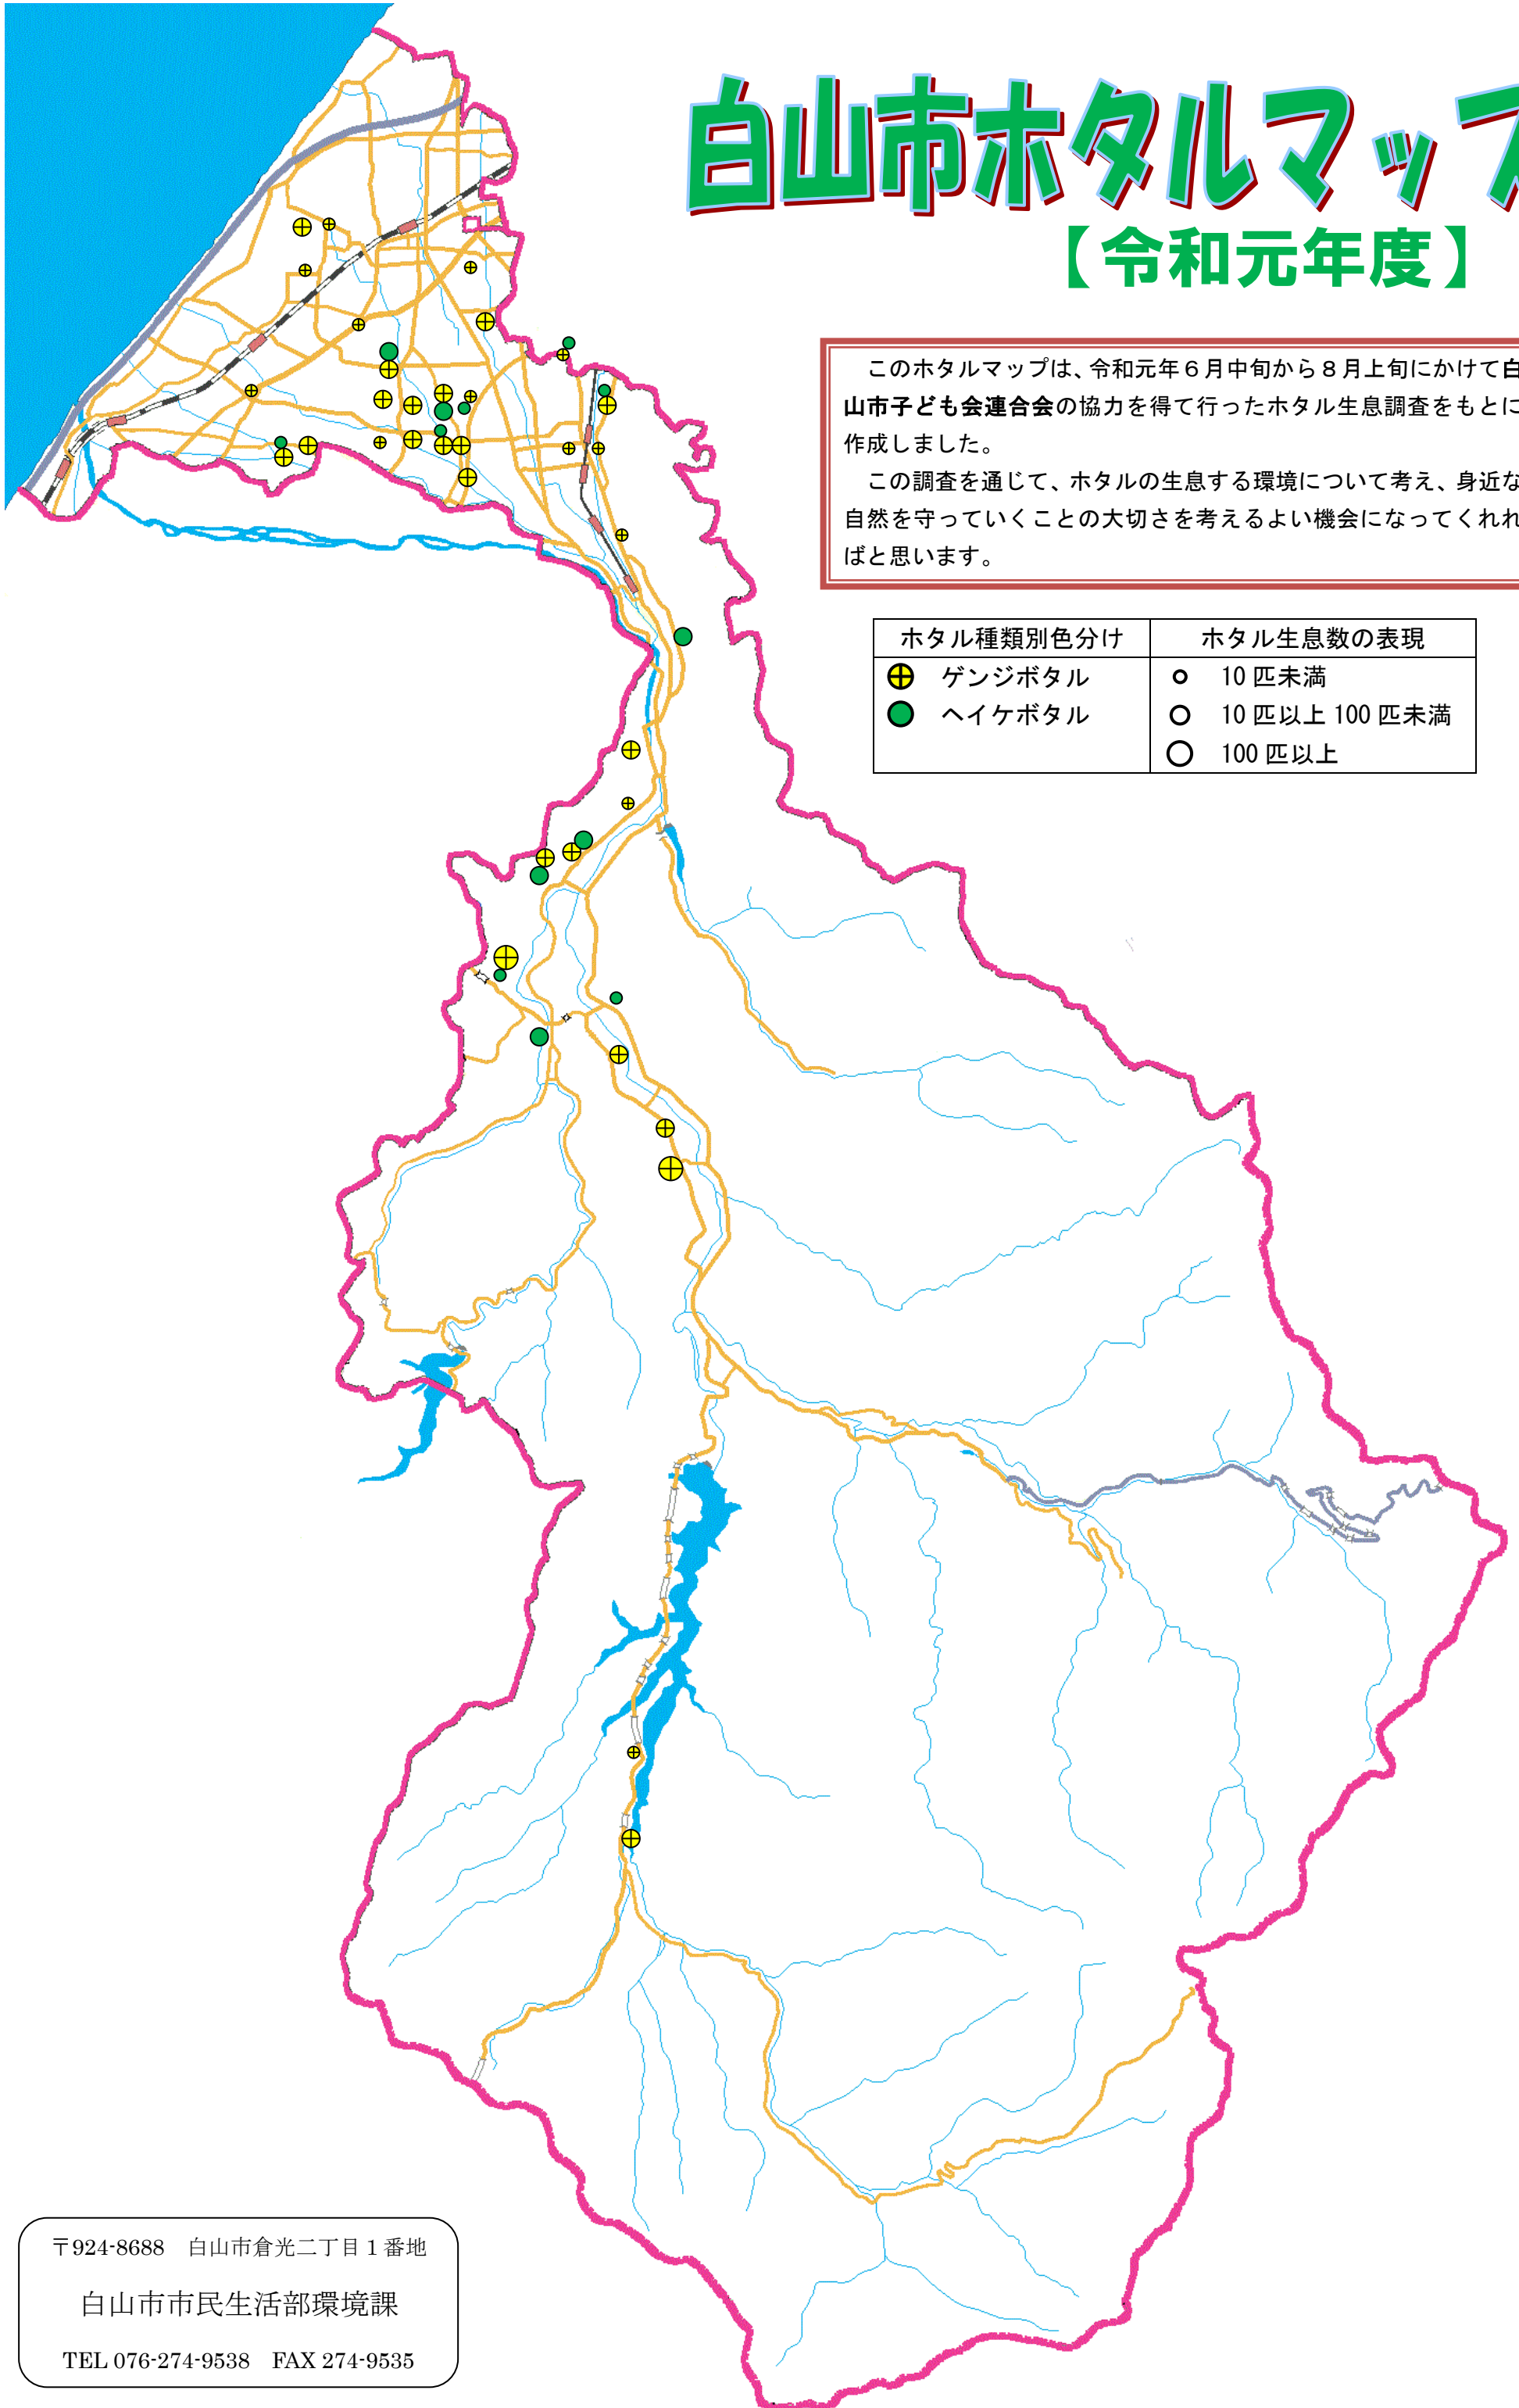 白山市ホタルマップ
【令和元年度】
このホタルマップは、令和元年６月中旬から８月上旬にかけて白
山市子ども会連合会の協力を得て行ったホタル生息調査をもとに
作成しました。
この調査を通じて、ホタルの生息する環境について考え、身近な
自然を守っていくことの大切さを考えるよい機会になってくれれ
ばと思います。
ホタル種類別色分け ホタル生息数の表現
ゲンジボタル 10 匹未満
ヘイケボタル 10 匹以上 100 匹未満
100 匹以上
〒924-8688　白山市倉光二丁目１番地
白山市市民生活部環境課
TEL 076-274-9538　FAX 274-9535